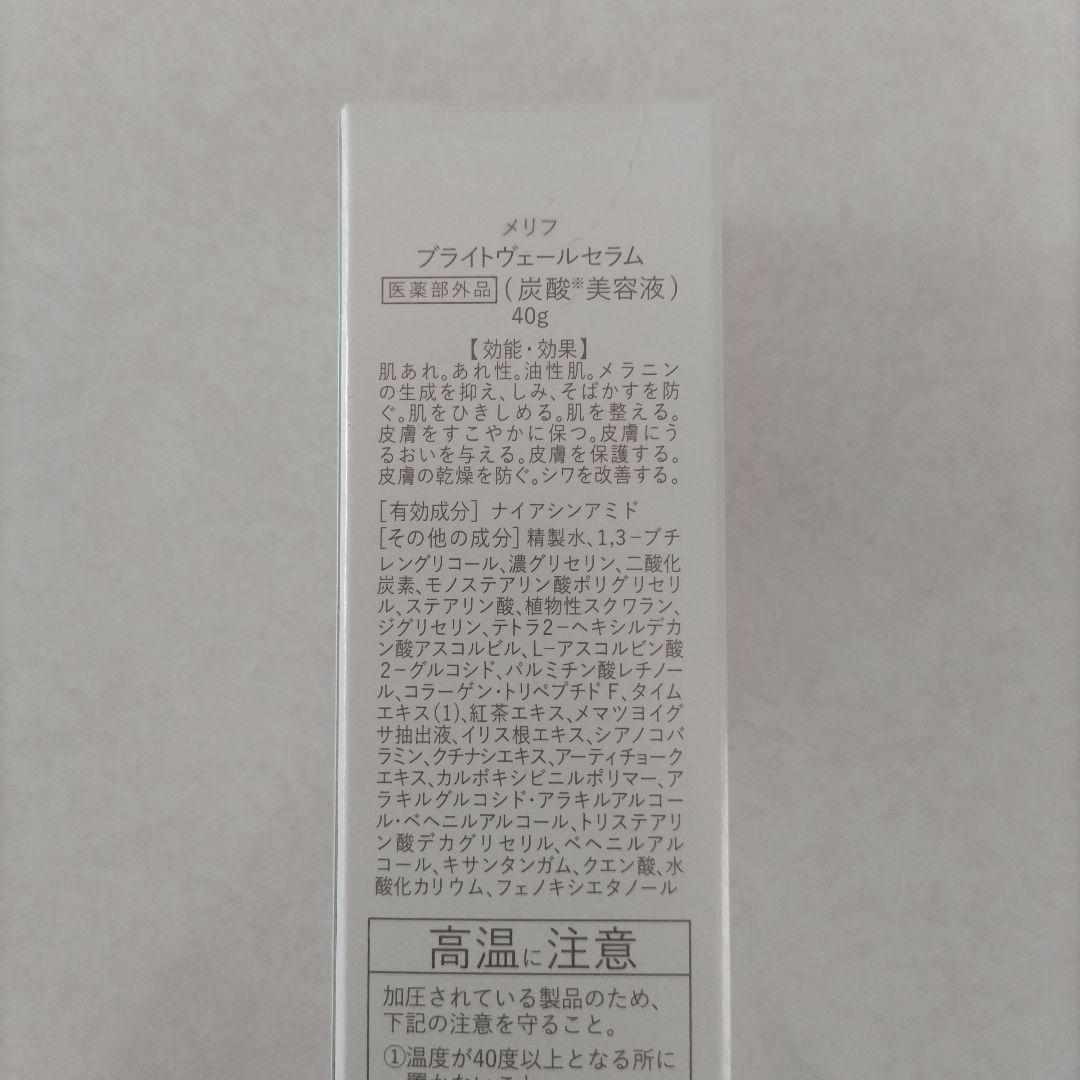 メリフ
ブライトヴェールセラム
医薬部外品(炭酸※美容液)
40g
【効能・効果】
肌あれ。あれ性。油性肌。メラニン
の生成を抑え、しみ、そばかすを防
ぐ。肌をひきしめる。肌を整える。
皮膚をすこやかに保つ。皮膚にう
るおいを与える。皮膚を保護する。
皮膚の乾燥を防ぐ。シワを改善する。
[有効成分] ナイアシンアミド
[その他の成分]精製水、1,3−ブチ
レングリコール、濃グリセリン、二酸化
炭素、モノステアリン酸ポリグリセリ
ル、ステアリン酸、植物性スクワラン、
ジグリセリン、テトラ2−ヘキシルデカ
ン酸アスコルビル、L−アスコルビン酸
2−グルコシド、パルミチン酸レチノー
ル、コラーゲン・トリペプチド F、タイム
エキス(1)、紅茶エキス、メマツヨイグ
サ抽出液、イリス根エキス、シアノコバ
ラミン、クチナシエキス、アーティチョーク
エキス、カルボキシビニルポリマー、ア
ラキルグルコシド・アラキルアルコー
ル・ベヘニルアルコール、トリステアリ
ン酸デカグリセリル、ベヘニルアル
コール、キサンタンガム、クエン酸、水
酸化カリウム、フェノキシエタノール
高温に注意
加圧されている製品のため、
下記の注意を守ること。
①温度が40度以上となる所に
置かないこと